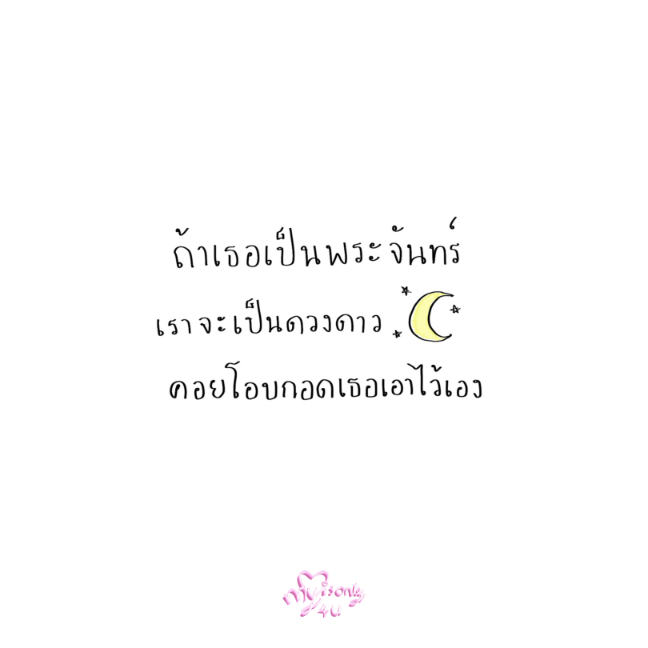 ถ้าเธอเป็นพระจันทร์
เราจะเป็นดวงดาว
คอยโอบกอดเธอเอาไว้เอง
4U